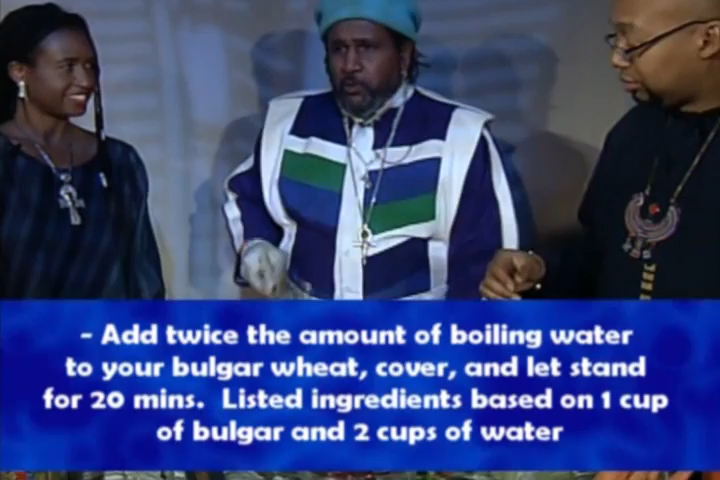 - Add twice the amount of boiling water
to your bulgar wheat, cover, and let stand
for 20 mins. Listed ingredients based on 1 cup
of bulgar and 2 cups of water